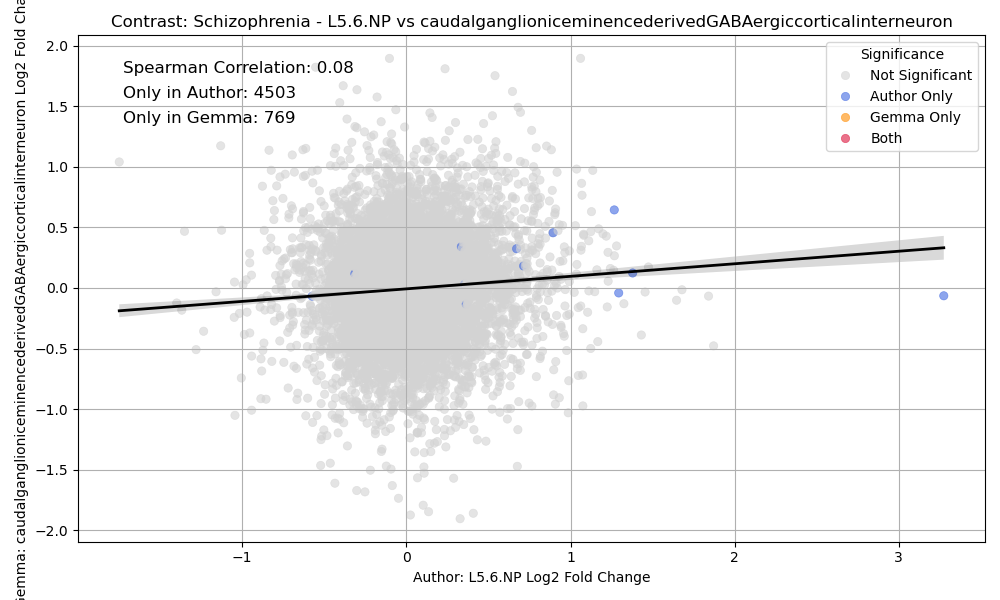 Contrast: Schizophrenia - L5.6.NP vs caudalganglioniceminencederivedGABAergiccorticalinterneuron
caudalganglioniceminencederivedGABAergiccorticalinterneuron Log2 Fold
2.0
1.5
1.0
0.5
0.0
−0.5
−1.0
−1.5
−2.0
Spearman Correlation: 0.08
Only in Author: 4503
Only in Gemma: 769
Significance
Not Significant
Author Only
Gemma Only
Both
−1
0
1
2
3
Author: L5.6.NP Log2 Fold Change